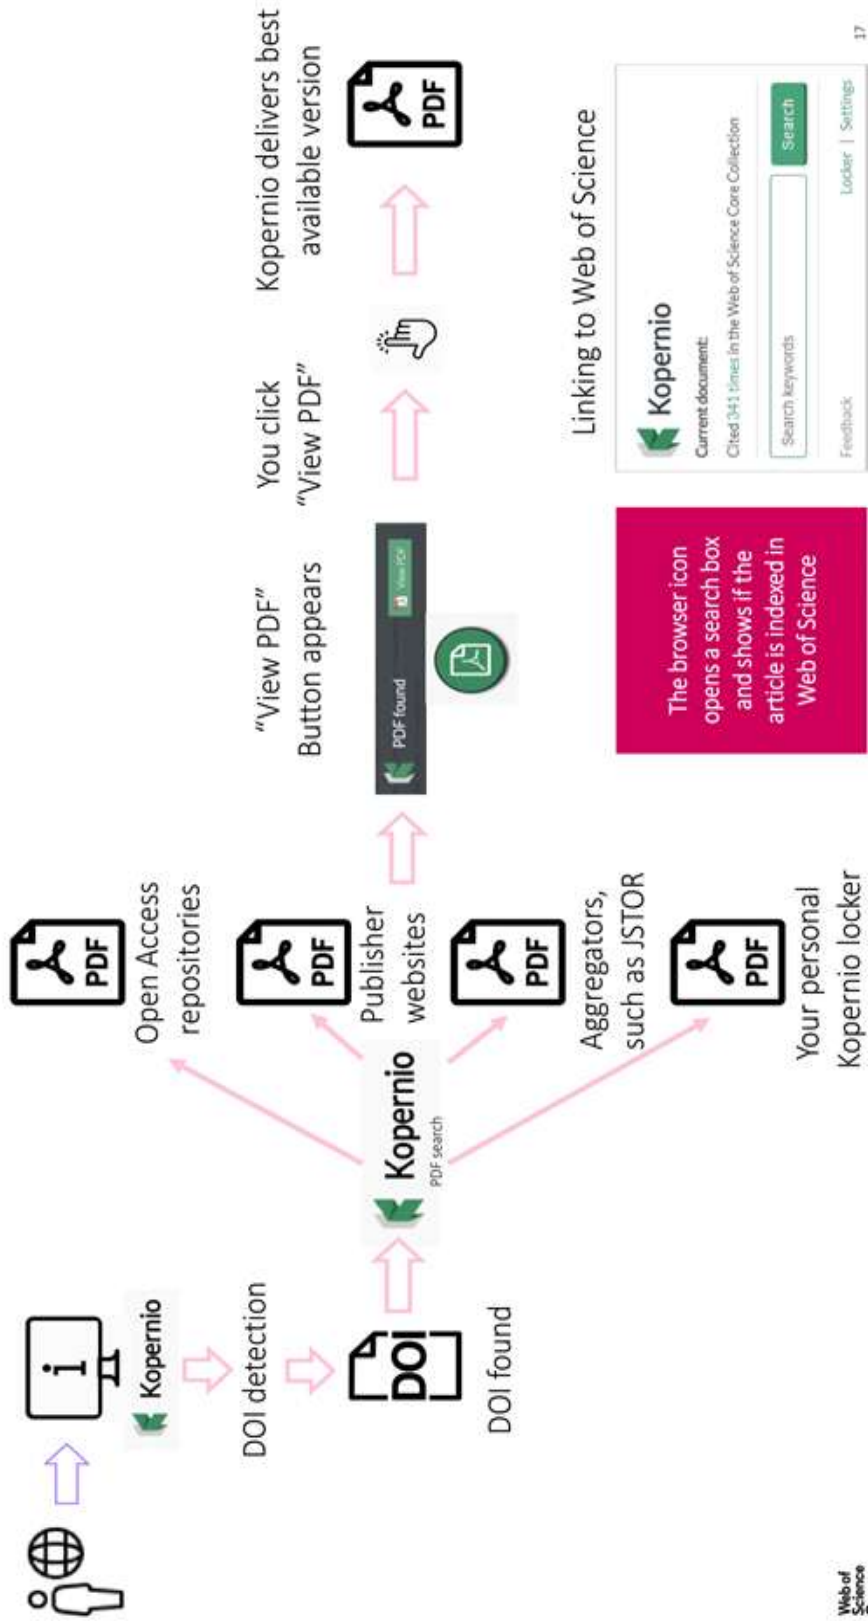 i
Kopernio
DOI detection
DOI
DOI found
Kopernio
PDF search
PDF
Open Access
repositories
PDF
Publisher
websites
PDF
Aggregators,
such as JSTOR
PDF
Your personal
Kopernio locker
“View PDF”
Button appears
PDF found
View PDF
You click
“View PDF”
Kopernio delivers best
available version
PDF
The browser icon
opens a search box
and shows if the
article is indexed in
Web of Science
Linking to Web of Science
Kopernio
Current document:
Cited 341 times in the Web of Science Core Collection
Search keywords
Search
Feedback
Locker | Settings
Web of
Science
17